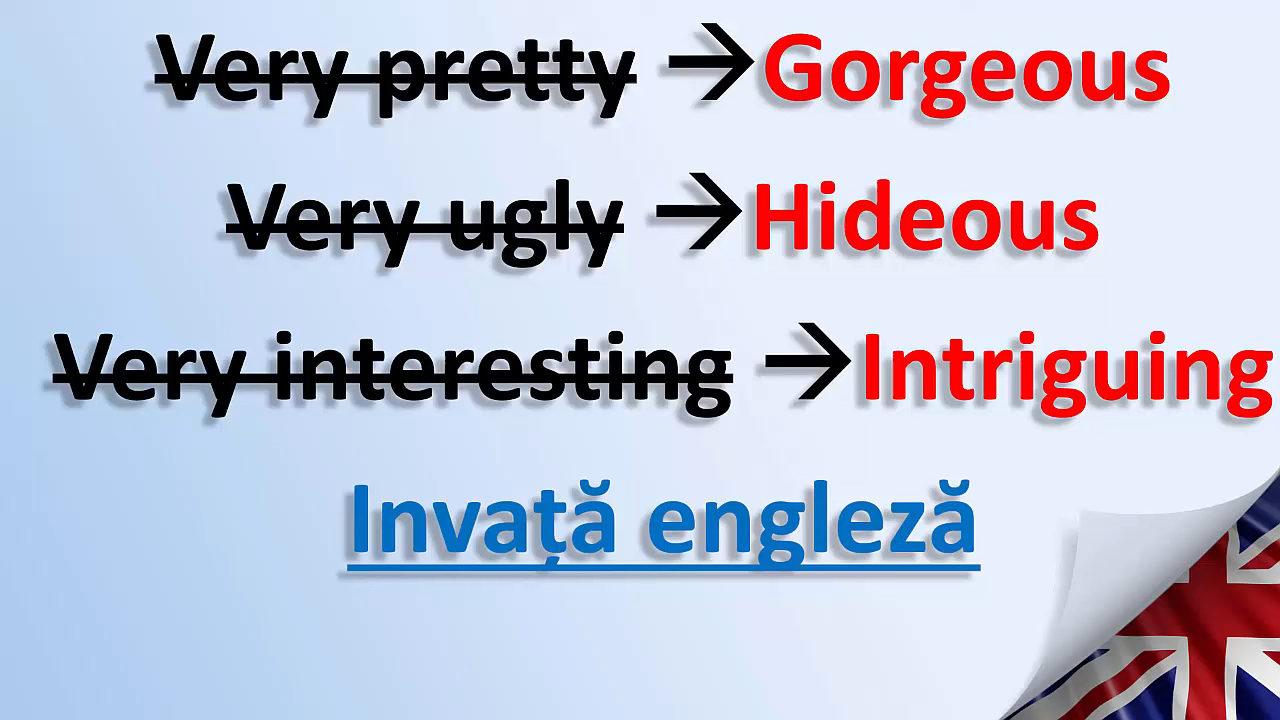 Very pretty →Gorgeous
Very ugly →Hideous
Very interesting →Intriguing
Invață engleză